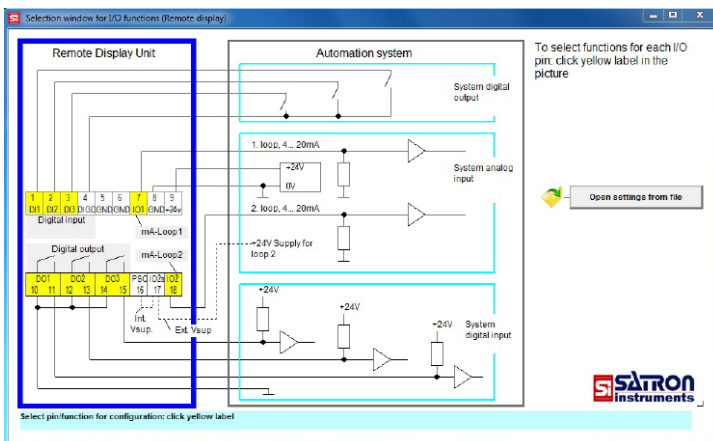 Selection window for I/O functions (Remote display)
Remote Display Unit
Automation system
To select functions for each I/O
pin: click yellow label in the
picture
System digital
output
1. loop, 4... 20mA
+24V
0V
System analog
input
1 2 3 4 5 6 7 8 9
DI1 DI2 DI3 DIGD GND GND IO1 GND +24v
Digital input
mA-Loop1
2. loop, 4... 20mA
Open settings from file
Digital output
mA-Loop2
+24V Supply for
loop 2
DO1 DO2 DO3 PSO IO2a IO2
10 11 12 13 14 15 16 17 18
Int.
Vsup.
Ext. Vsup
+24V
+24V
+24V
System
digital input
SATRON
instruments
Select pin/function for configuration: click yellow label